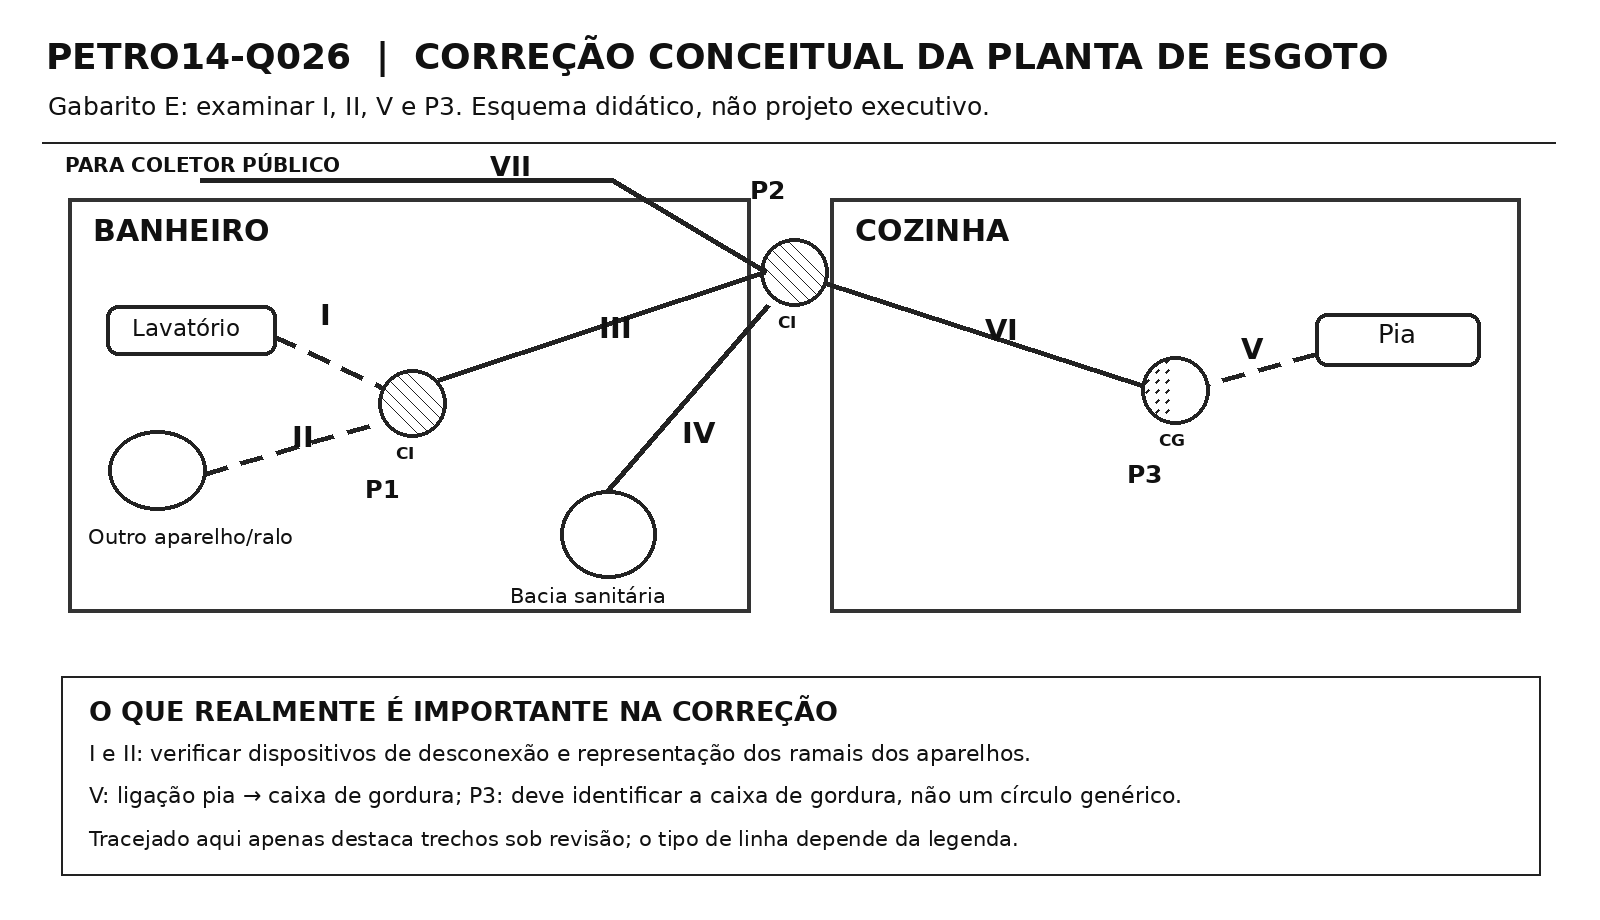 PETRO14-Q026 | CORREÇÃO CONCEITUAL DA PLANTA DE ESGOTO
Gabarito E: examinar I, II, V e P3. Esquema didático, não projeto executivo.
PARA COLETOR PÚBLICO
VII
P2
BANHEIRO
COZINHA
Lavatório
I
III
CI
VI
V
Pia
II
CI
IV
CG
P1
P3
Outro aparelho/ralo
Bacia sanitária
O QUE REALMENTE É IMPORTANTE NA CORREÇÃO
I e II: verificar dispositivos de desconexão e representação dos ramais dos aparelhos.
V: ligação pia → caixa de gordura; P3: deve identificar a caixa de gordura, não um círculo genérico.
Tracejado aqui apenas destaca trechos sob revisão; o tipo de linha depende da legenda.